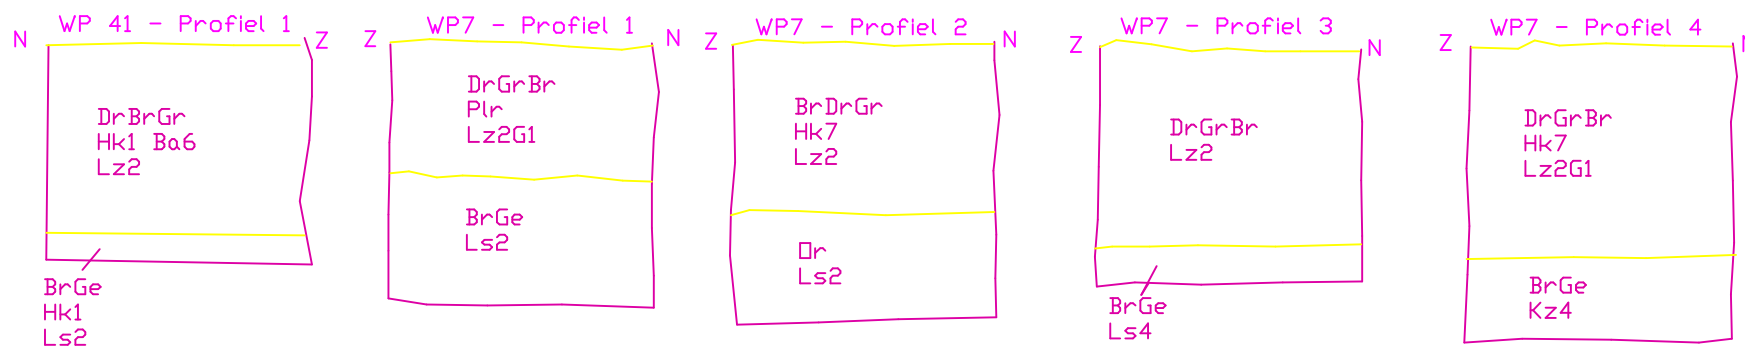 WP 41 - Profiel 1
N
Z
DrBrGr
Hk1 Ba6
Lz2
BrGe
Hk1
Ls2
WP7 - Profiel 1
Z
N
DrGrBr
Plr
Lz2G1
BrGe
Ls2
WP7 - Profiel 2
Z
N
BrDrGr
Hk7
Lz2
Or
Ls2
WP7 - Profiel 3
Z
N
DrGrBr
Lz2
BrGe
Ls4
WP7 - Profiel 4
Z
DrGrBr
Hk7
Lz2G1
BrGe
Kz4